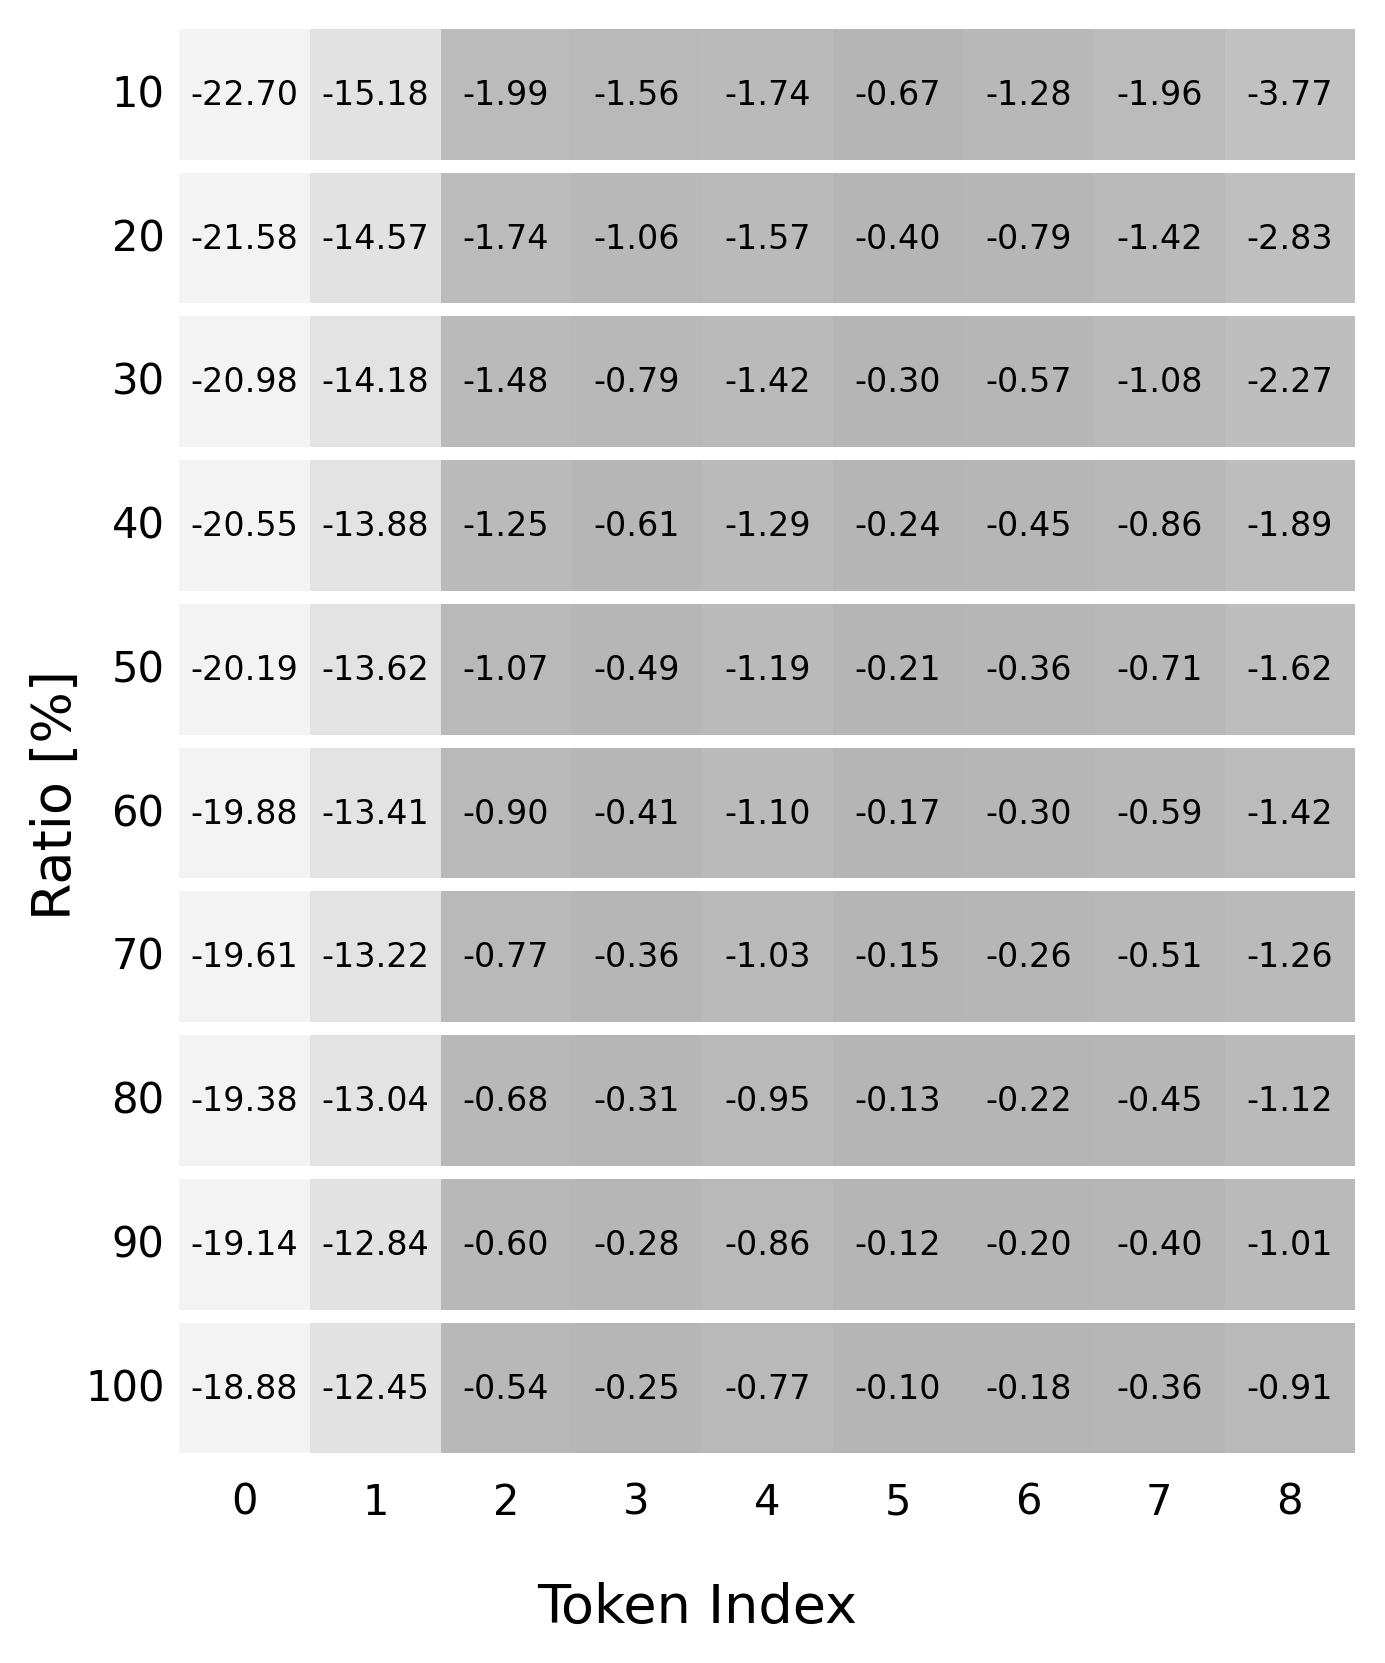 10 -22.70 -15.18 -1.99 -1.56 -1.74 -0.67 -1.28 -1.96 -3.77
20 -21.58 -14.57 -1.74 -1.06 -1.57 -0.40 -0.79 -1.42 -2.83
30 -20.98 -14.18 -1.48 -0.79 -1.42 -0.30 -0.57 -1.08 -2.27
40 -20.55 -13.88 -1.25 -0.61 -1.29 -0.24 -0.45 -0.86 -1.89
50 -20.19 -13.62 -1.07 -0.49 -1.19 -0.21 -0.36 -0.71 -1.62
60 -19.88 -13.41 -0.90 -0.41 -1.10 -0.17 -0.30 -0.59 -1.42
70 -19.61 -13.22 -0.77 -0.36 -1.03 -0.15 -0.26 -0.51 -1.26
80 -19.38 -13.04 -0.68 -0.31 -0.95 -0.13 -0.22 -0.45 -1.12
90 -19.14 -12.84 -0.60 -0.28 -0.86 -0.12 -0.20 -0.40 -1.01
100 -18.88 -12.45 -0.54 -0.25 -0.77 -0.10 -0.18 -0.36 -0.91
0 1 2 3 4 5 6 7 8
Token Index
Ratio [%]